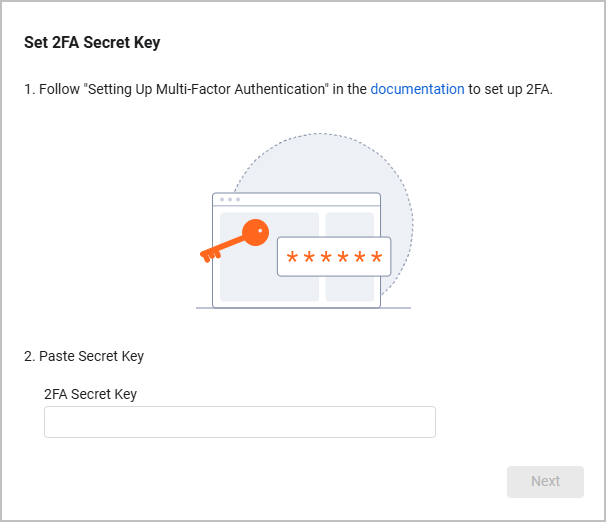 Set 2FA Secret Key
1. Follow "Setting Up Multi-Factor Authentication" in the documentation to set up 2FA.
******
2. Paste Secret Key
2FA Secret Key
Next